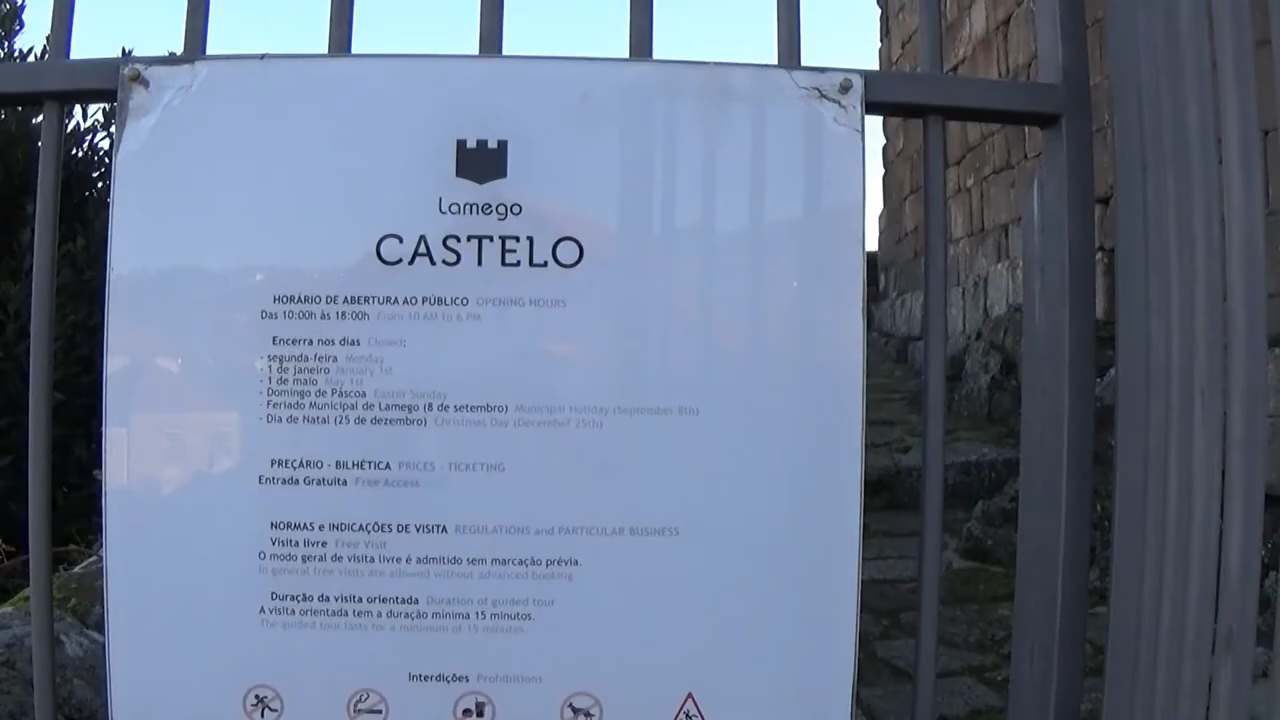 Lamego
CASTELO
HORÁRIO DE ABERTURA AO PÚBLICO OPENING HOURS
Das 10:00h às 18:00h From 10 AM to 6 PM
Encerra nos dias Closed:
- segunda-feira Monday
- 1 de janeiro January 1st
- 1 de maio May 1st
- Domingo de Páscoa Easter Sunday
- Feriado Municipal de Lamego (8 de setembro) Municipal Holiday (September 8th)
- Dia de Natal (25 de dezembro) Christmas Day (December 25th)
PREÇÁRIO - BILHÉTICA PRICES - TICKETING
Entrada Gratuita Free Access
NORMAS e INDICAÇÕES DE VISITA REGULATIONS and PARTICULAR BUSINESS
Visita livre Free Visit
O modo geral de visita livre é admitido sem marcação prévia.
In general free visits are allowed without advanced booking
Duração da visita orientada Duration of guided tour
A visita orientada tem a duração mínima 15 minutos.
The guided tour lasts for a minimum of 15 minutes.
Interdições Prohibitions